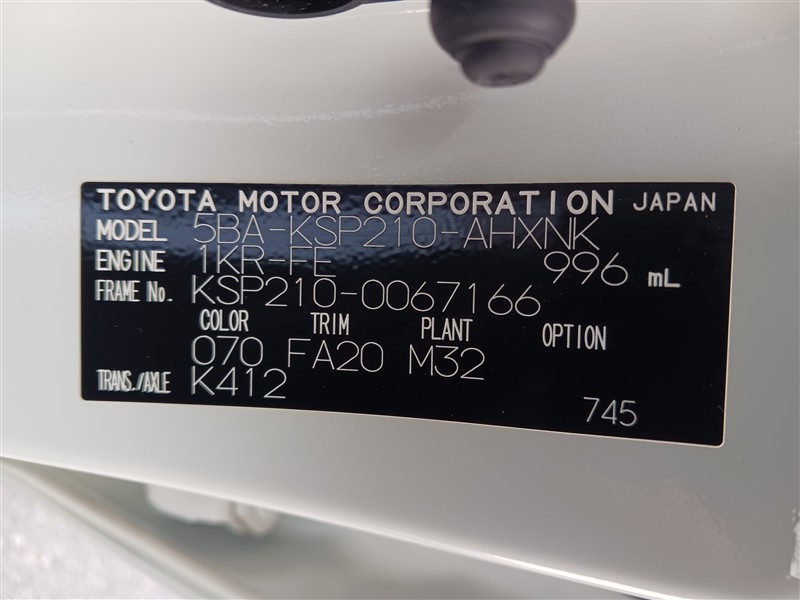 TOYOTA MOTOR CORPORATION JAPAN
MODEL 5BA-KSP210-AHXNK
ENGINE 1KR-FE 996 mL
FRAME No. KSP210-0067166
COLOR TRIM PLANT OPTION
070 FA20 M32
TRANS./AXLE K412
745